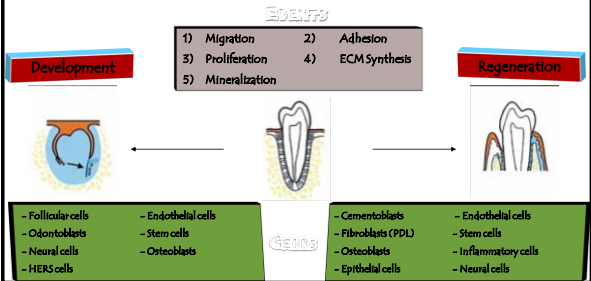 EVENTS
1) Migration 2) Adhesion
3) Proliferation 4) ECM Synthesis
5) Mineralization
Development
Regeneration
- Follicular cells - Endothelial cells
- Odontoblasts - Stem cells
- Neural cells - Osteoblasts
- HERS cells
CELLS
- Cementoblasts - Endothelial cells
- Fibroblasts (PDL) - Stem cells
- Osteoblasts - Inflammatory cells
- Epithelial cells - Neural cells